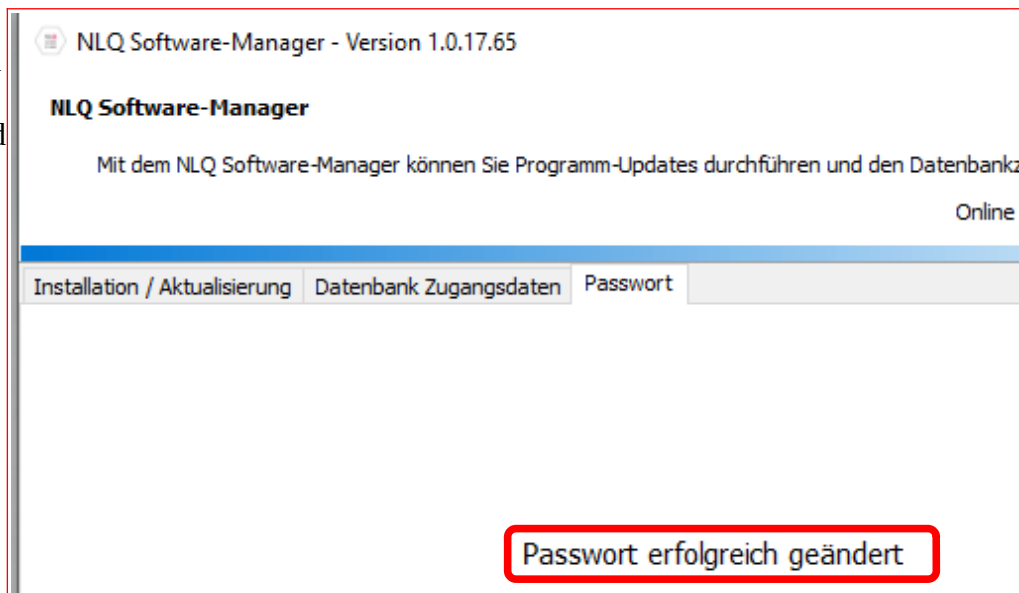 NLQ Software-Manager - Version 1.0.17.65
NLQ Software-Manager
Mit dem NLQ Software-Manager können Sie Programm-Updates durchführen und den
Online
Installation / Aktualisierung Datenbank Zugangsdaten Passwort
Passwort erfolgreich geändert